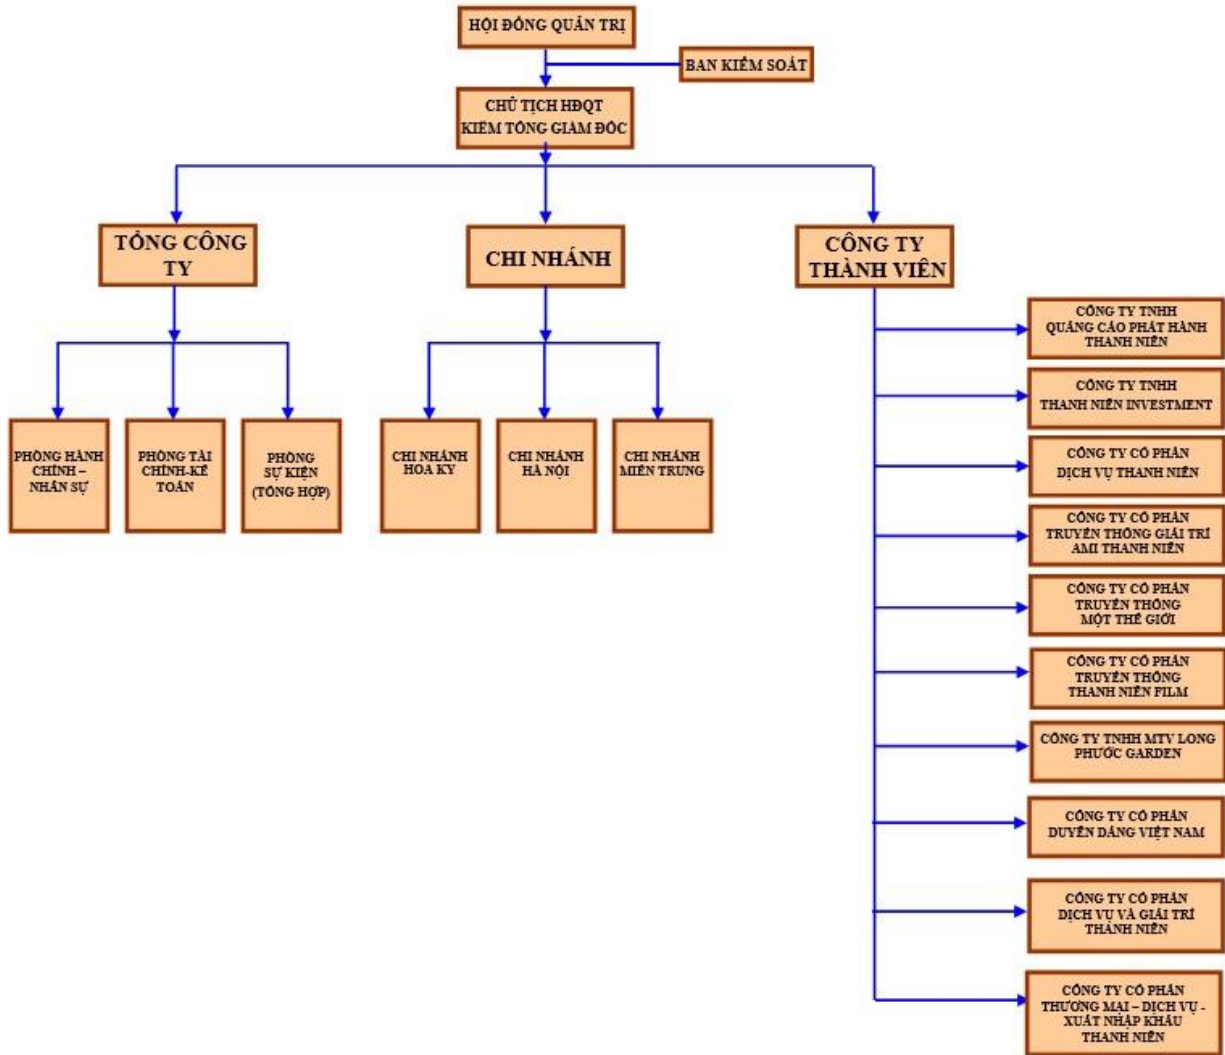 HỘI ĐỒNG QUẢN TRỊ
BAN KIỂM SOÁT
CHỦ TỊCH HĐQT
KIÊM TỔNG GIÁM ĐỐC
TỔNG CÔNG
TY
CHI NHÁNH
CÔNG TY
THÀNH VIÊN
PHÒNG HÀNH
CHÍNH –
NHÂN SỰ
PHÒNG TÀI
CHÍNH-KẾ
TOÁN
PHÒNG
SỰ KIỆN
(TỔNG HỢP)
CHI NHÁNH
HOA KỲ
CHI NHÁNH
HÀ NỘI
CHI NHÁNH
MIỀN TRUNG
CÔNG TY TNHH
QUẢNG CÁO PHÁT HÀNH
THANH NIÊN
CÔNG TY TNHH
THANH NIÊN INVESTMENT
CÔNG TY CỔ PHẦN
DỊCH VỤ THANH NIÊN
CÔNG TY CỔ PHẦN
TRUYỀN THÔNG GIẢI TRÍ
AMI THANH NIÊN
CÔNG TY CỔ PHẦN
TRUYỀN THÔNG
MỘT THẾ GIỚI
CÔNG TY CỔ PHẦN
TRUYỀN THÔNG
THANH NIÊN FILM
CÔNG TY TNHH MTV LONG
PHƯỚC GARDEN
CÔNG TY CỔ PHẦN
DUYÊN DÁNG VIỆT NAM
CÔNG TY CỔ PHẦN
DỊCH VỤ VÀ GIẢI TRÍ
THANH NIÊN
CÔNG TY CỔ PHẦN
THƯƠNG MẠI – DỊCH VỤ -
XUẤT NHẬP KHẨU
THANH NIÊN